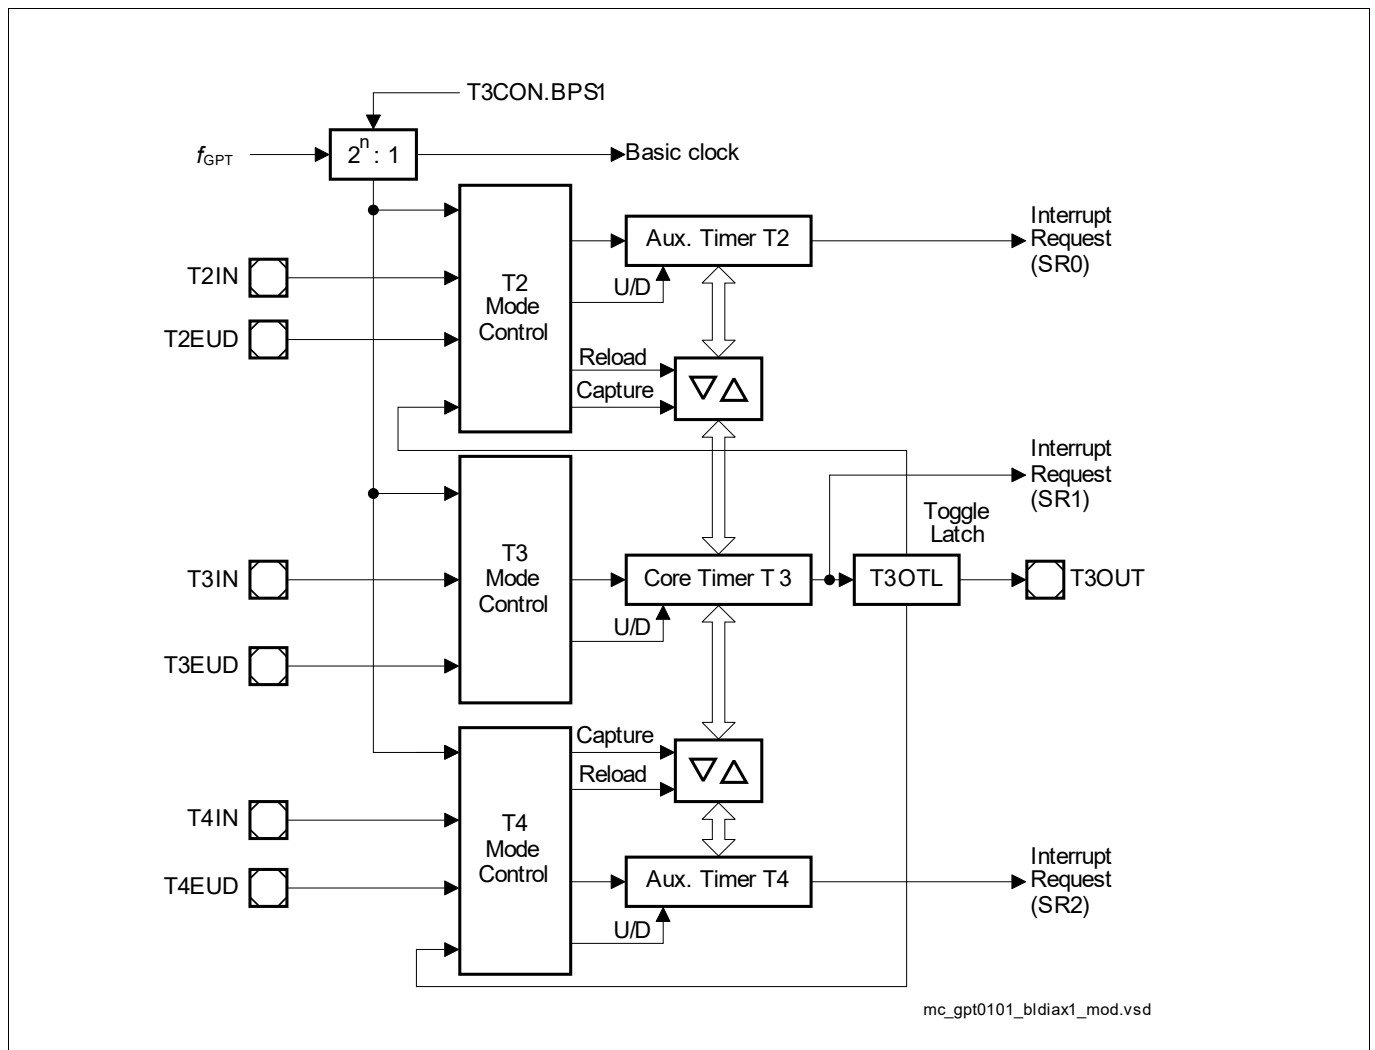 T3CON.BPS1
fGPT
2n : 1
Basic clock
Interrupt
Request
(SR0)
Aux. Timer T2
T2IN
U/D
T2
Mode
Control
T2EUD
Reload
Capture
Interrupt
Request
(SR1)
Toggle
Latch
T3
Mode
Control
T3IN
Core Timer T 3
T3OTL
T3OUT
U/D
T3EUD
Capture
Reload
T4IN
T4
Mode
Control
Interrupt
Request
(SR2)
T4EUD
Aux. Timer T4
U/D
mc_gpt0101_bldiax1_mod.vsd